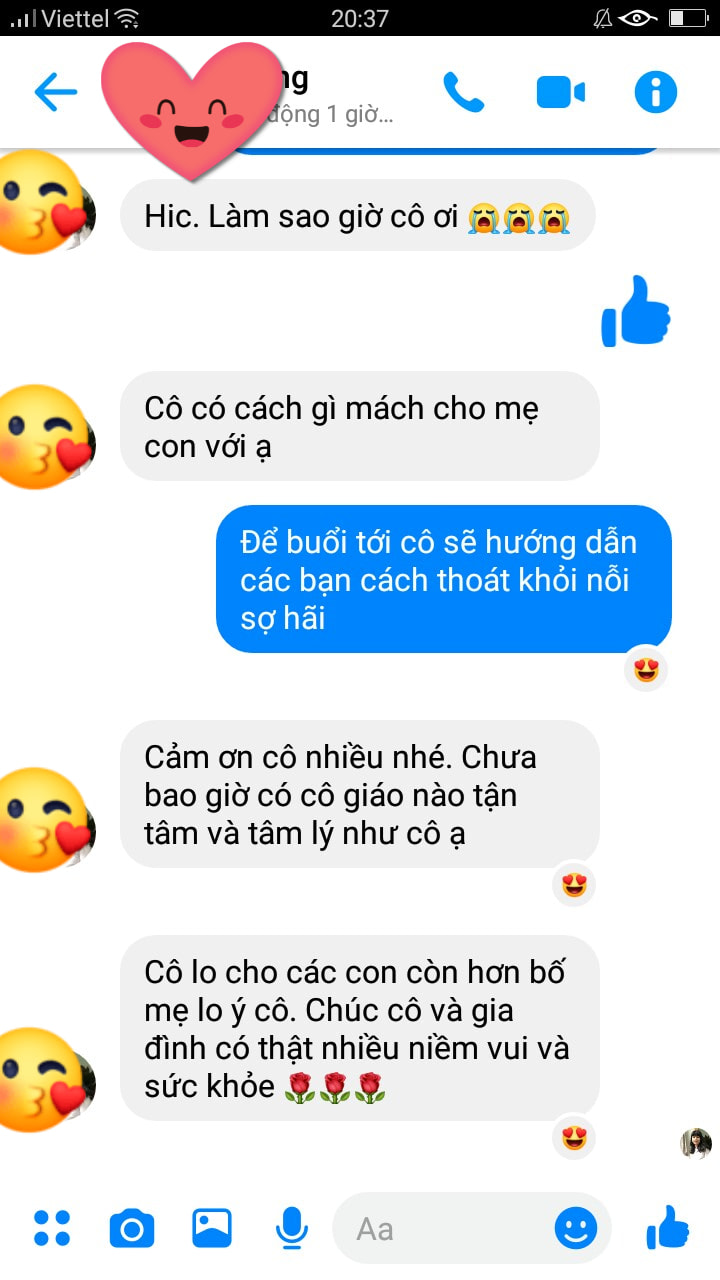 Viettel
20:37
ng
động 1 giờ...
Hic. Làm sao giờ cô ơi 😭😭😭
Cô có cách gì mách cho mẹ
con với ạ
Để buổi tới cô sẽ hướng dẫn
các bạn cách thoát khỏi nỗi
sợ hãi
Cảm ơn cô nhiều nhé. Chưa
bao giờ có cô giáo nào tận
tâm và tâm lý như cô ạ
Cô lo cho các con còn hơn bố
mẹ lo ý cô. Chúc cô và gia
đình có thật nhiều niềm vui và
sức khỏe 🌹🌹🌹
Aa